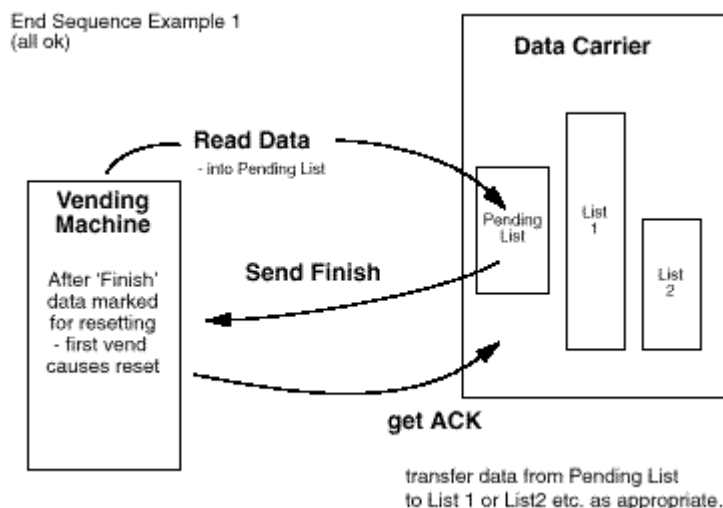 End Sequence Example 1
(all ok)
Data Carrier
Read Data
- into Pending List
Vending
Machine
After 'Finish'
data marked
for resetting
- first vend
causes reset
Pending
List
List
1
List
2
Send Finish
get ACK
transfer data from Pending List
to List 1 or List2 etc. as appropriate.